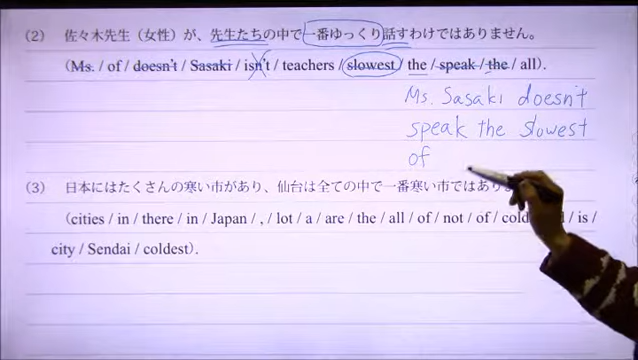 (2) 佐々木先生（女性）が、先生たちの中で一番ゆっくり話すわけではありません。
(Ms. / of / doesn't / Sasaki / isn't / teachers / slowest / the / speak / the / all).
Ms. Sasaki doesn't
speak the slowest
of
(3) 日本にはたくさんの寒い市があり、仙台は全ての中で一番寒い市ではあり
(cities / in / there / in / Japan / , / lot / a / are / the / all / of / not / of / cold / is /
city / Sendai / coldest).